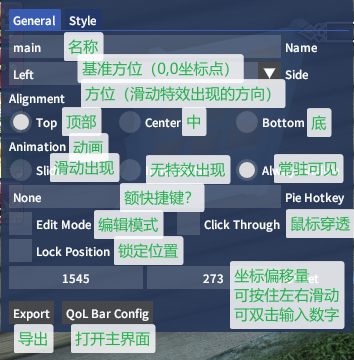 General Style
main 名称 Name
Left 基准方位（0,0坐标点） Side
Alignment 方位（滑动特效出现的方向）
Top 顶部 Center 中 Bottom 底
Animation 动画
滑动出现 无特效出现 常驻可见
None 额快捷键？ Pie Hotkey
Edit Mode 编辑模式 Click Through 鼠标穿透
Lock Position 锁定位置
1545 273 坐标偏移量
可按住左右滑动
可双击输入数字
Export QoL Bar Config
导出 打开主界面